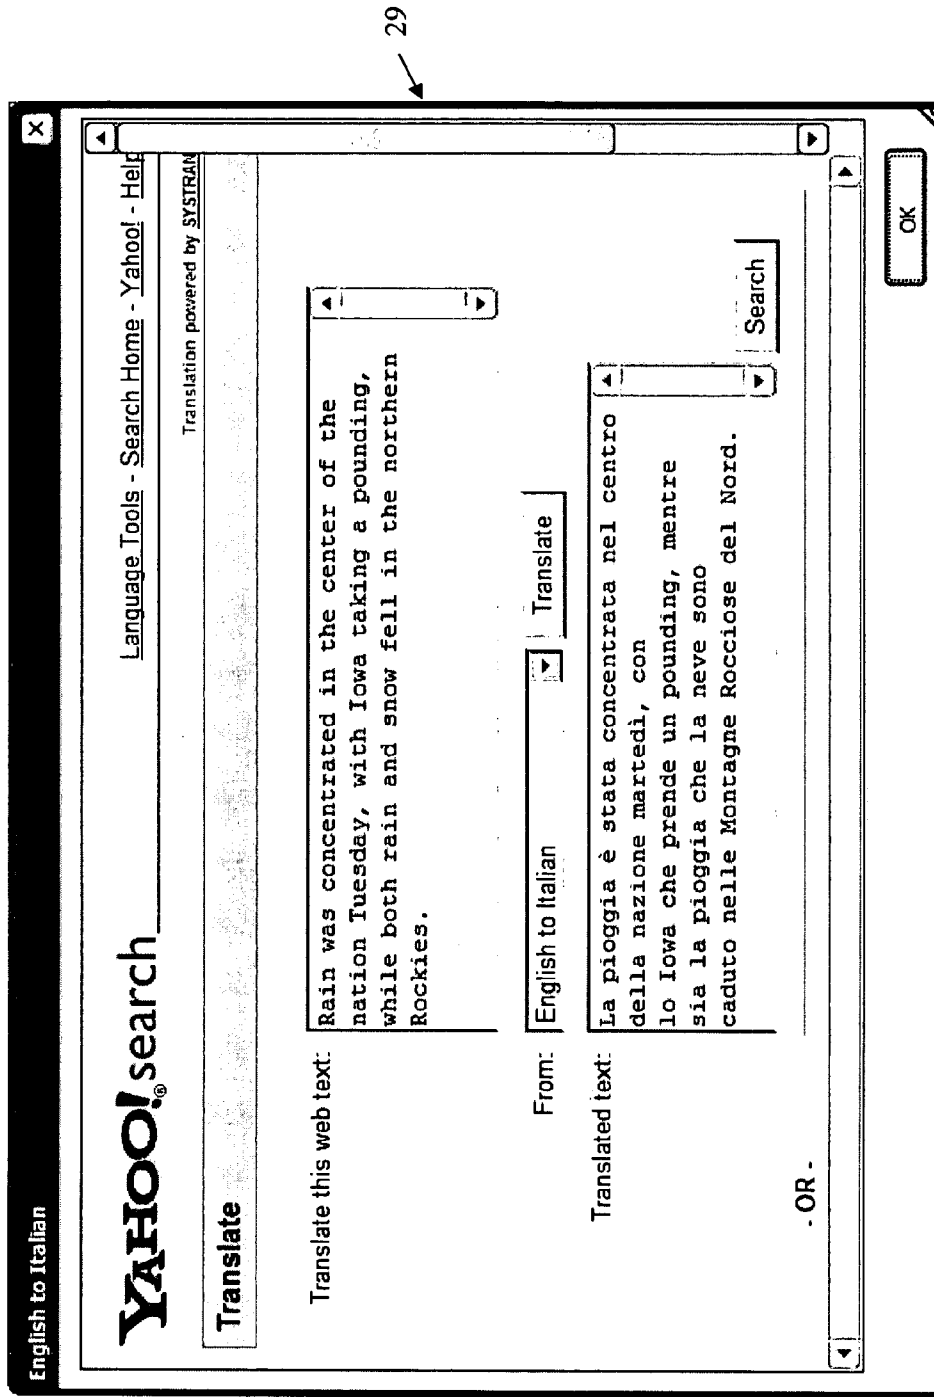 English to Italian
YAHOO!® search
Language Tools - Search Home - Yahoo! - Help
Translation powered by SYSTRAN
Translate
Translate this web text:
Rain was concentrated in the center of the
nation Tuesday, with Iowa taking a pounding,
while both rain and snow fell in the northern
Rockies.
From:
English to Italian
Translate
Translated text:
La pioggia è stata concentrata nel centro
della nazione martedì, con
lo Iowa che prende un pounding, mentre
sia la pioggia che la neve sono
caduto nelle Montagne Rocciose del Nord.
Search
- OR -
OK
29